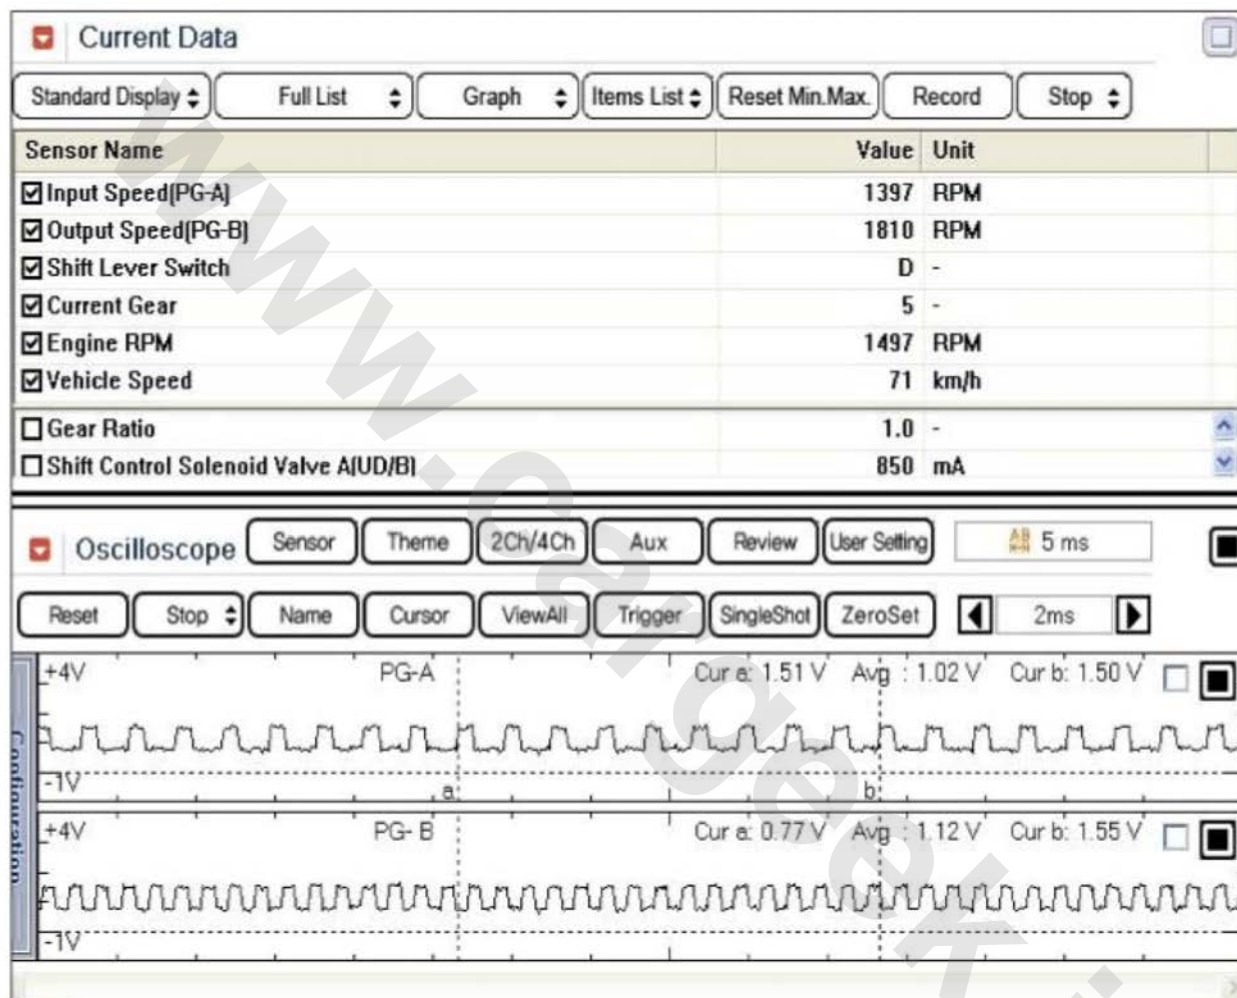 Current Data
Standard Display Full List Graph Items List Reset Min.Max. Record Stop
Sensor Name Value Unit
Input Speed(PG-A) 1397 RPM
Output Speed(PG-B) 1810 RPM
Shift Lever Switch D -
Current Gear 5 -
Engine RPM 1497 RPM
Vehicle Speed 71 km/h
Gear Ratio 1.0 -
Shift Control Solenoid Valve A(UD/B) 850 mA
Oscilloscope Sensor Theme 2Ch/4Ch Aux Review User Setting AB 5 ms
Reset Stop Name Cursor ViewAll Trigger SingleShot ZeroSet 2ms
+4V PG-A Cur a: 1.51 V Avg : 1.02 V Cur b: 1.50 V
-1V a b
+4V PG- B Cur a: 0.77 V Avg : 1.12 V Cur b: 1.55 V
-1V
Configuration
www.cargeek